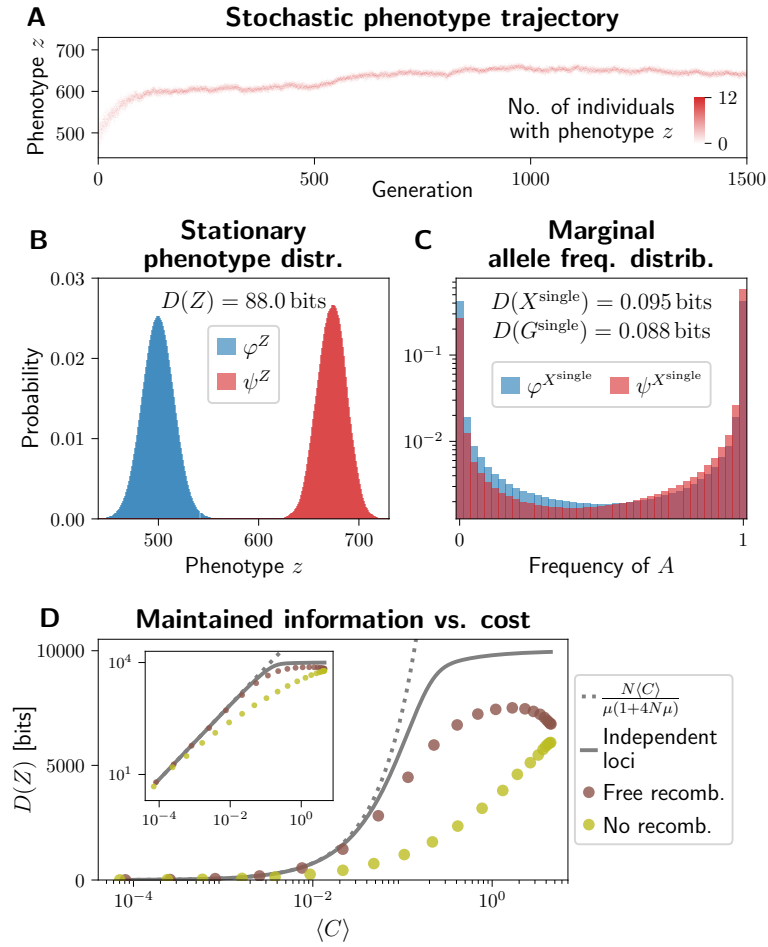 A
Stochastic phenotype trajectory
Phenotype z
700
600
500
No. of individuals
with phenotype z
12
0
0
500
1000
1500
Generation
B
Stationary
phenotype distr.
Probability
0.03
0.02
0.01
0.00
D(Z) = 88.0 bits
φ^Z
ψ^Z
500
600
700
Phenotype z
C
Marginal
allele freq. distrib.
D(X^single) = 0.095 bits
D(G^single) = 0.088 bits
φ^X^single
ψ^X^single
10^−1
10^−2
0
1
Frequency of A
D
Maintained information vs. cost
D(Z) [bits]
10000
5000
0
10^4
10^1
10^−4
10^−2
10^0
10^−4
10^−2
10^0
⟨C⟩
N⟨C⟩
μ(1+4Nμ)
Independent
loci
Free recomb.
No recomb.